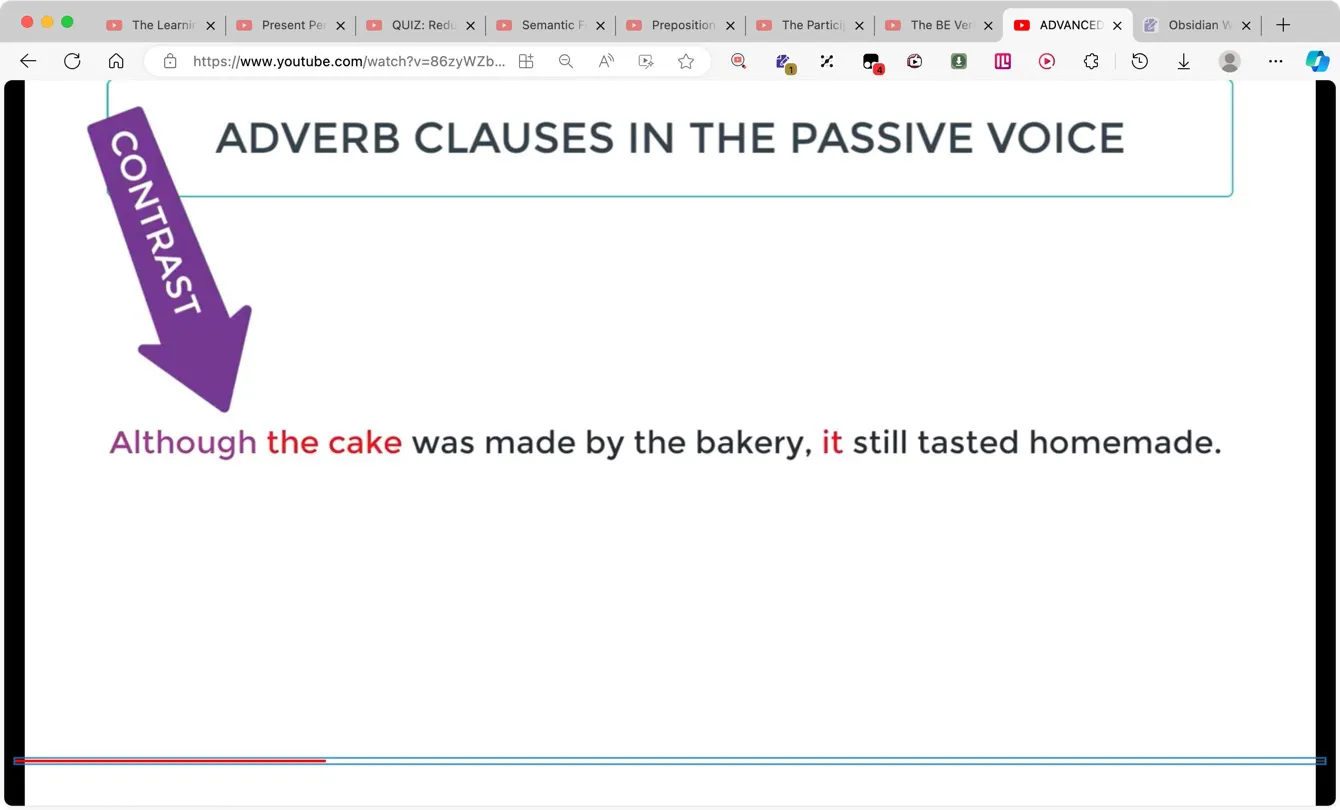 The Learnin
Present Pe
QUIZ: Redu
Semantic F
Preposition
The Particip
The BE Ver
ADVANCED
Obsidian W
https://www.youtube.com/watch?v=86zyWZb...
1
4
ADVERB CLAUSES IN THE PASSIVE VOICE
CONTRAST
Although the cake was made by the bakery, it still tasted homemade.